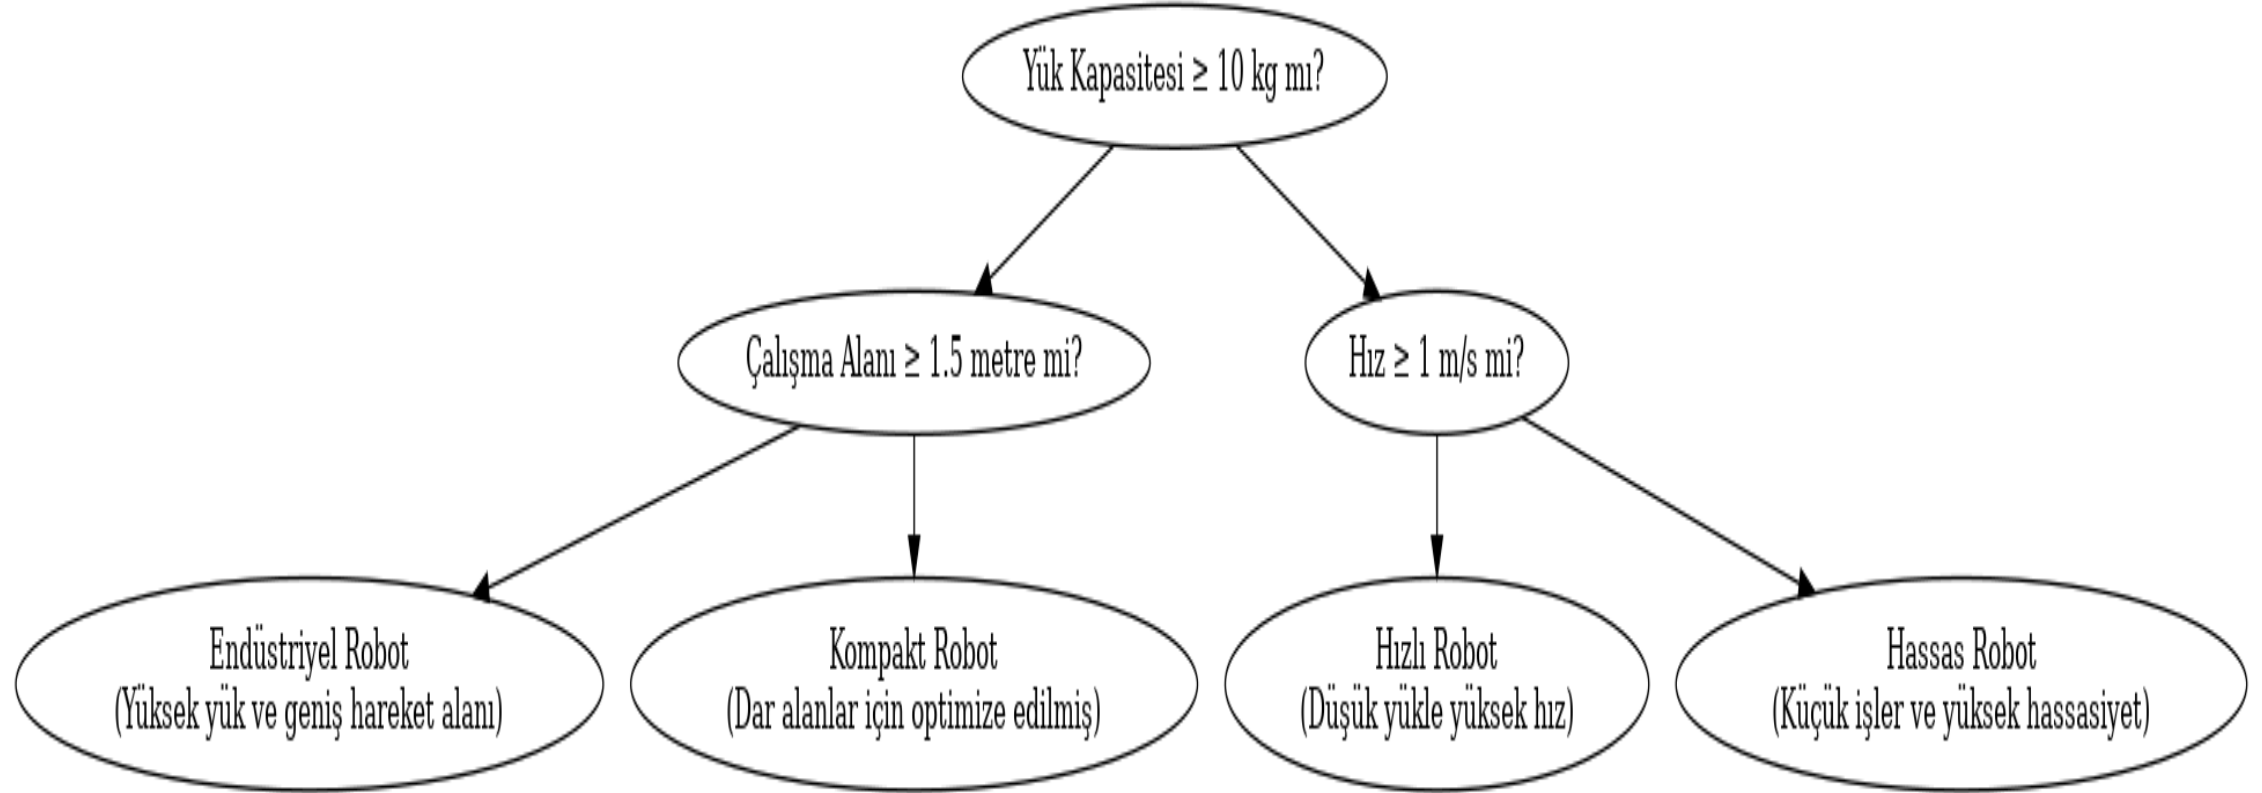 Yük Kapasitesi ≥ 10 kg mı?
Çalışma Alanı ≥ 1.5 metre mi?
Hız ≥ 1 m/s mi?
Endüstriyel Robot
(Yüksek yük ve geniş hareket alanı)
Kompakt Robot
(Dar alanlar için optimize edilmiş)
Hızlı Robot
(Düşük yükle yüksek hız)
Hassas Robot
(Küçük işler ve yüksek hassasiyet)